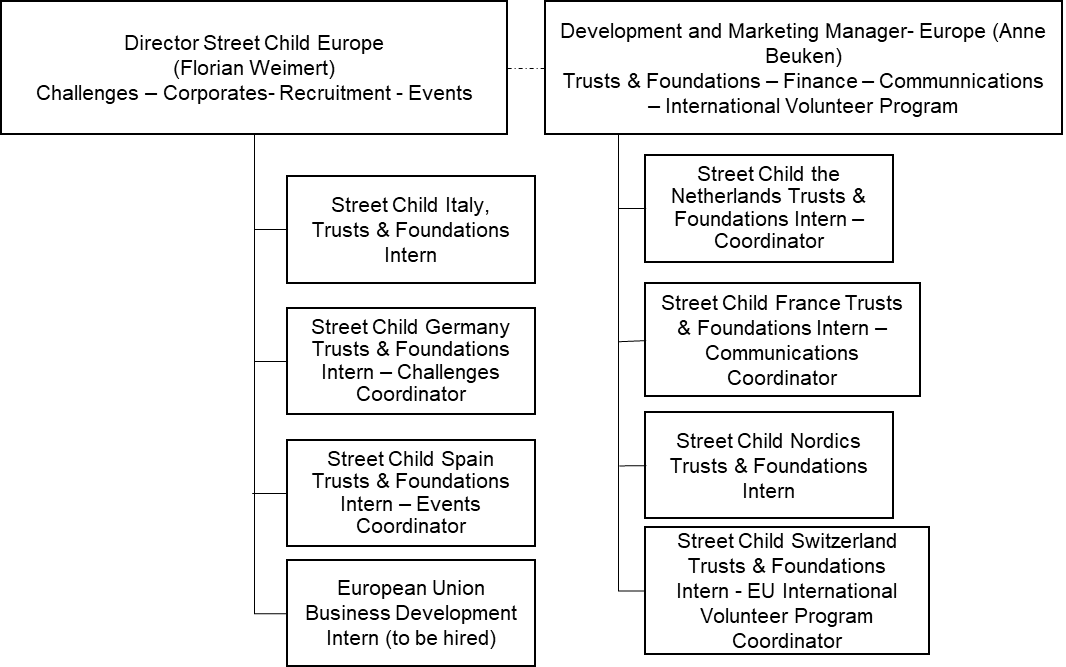 Director Street Child Europe
(Florian Weimert)
Challenges – Corporates- Recruitment - Events
Development and Marketing Manager- Europe (Anne
Beuken)
Trusts & Foundations – Finance – Communnications
– International Volunteer Program
Street Child Italy,
Trusts & Foundations
Intern
Street Child Germany
Trusts & Foundations
Intern – Challenges
Coordinator
Street Child Spain
Trusts & Foundations
Intern – Events
Coordinator
European Union
Business Development
Intern (to be hired)
Street Child the
Netherlands Trusts &
Foundations Intern –
Coordinator
Street Child France Trusts
& Foundations Intern –
Communications
Coordinator
Street Child Nordics
Trusts & Foundations
Intern
Street Child Switzerland
Trusts & Foundations
Intern - EU International
Volunteer Program
Coordinator